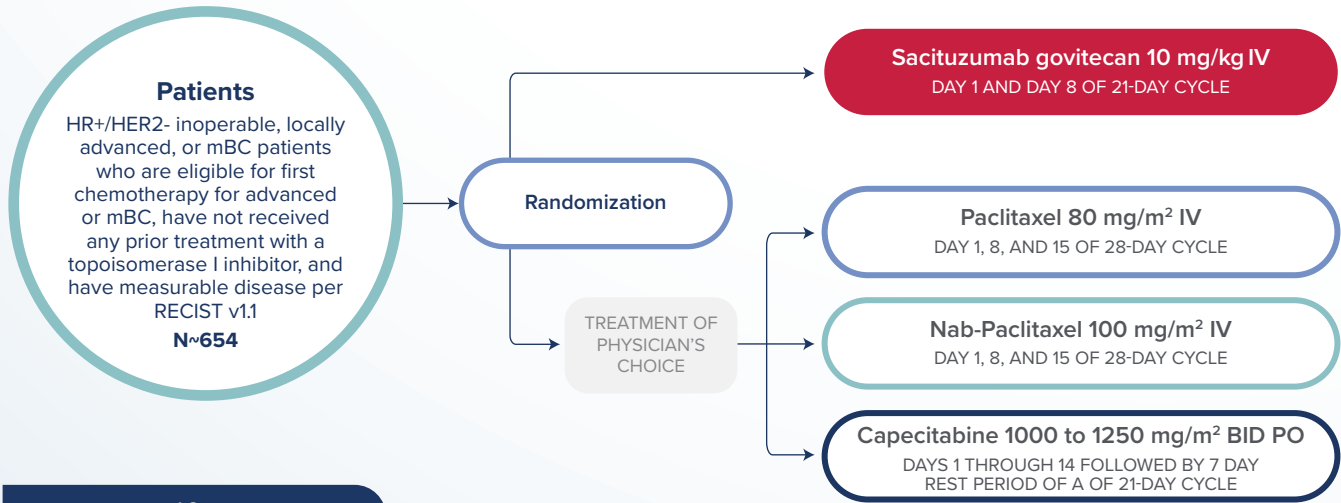 Patients
HR+/HER2- inoperable, locally
advanced, or mBC patients
who are eligible for first
chemotherapy for advanced
or mBC, have not received
any prior treatment with a
topoisomerase I inhibitor, and
have measurable disease per
RECIST v1.1
N~654
Randomization
TREATMENT OF
PHYSICIAN'S
CHOICE
Sacituzumab govitecan 10 mg/kg IV
DAY 1 AND DAY 8 OF 21-DAY CYCLE
Paclitaxel 80 mg/m² IV
DAY 1, 8, AND 15 OF 28-DAY CYCLE
Nab-Paclitaxel 100 mg/m² IV
DAY 1, 8, AND 15 OF 28-DAY CYCLE
Capecitabine 1000 to 1250 mg/m² BID PO
DAYS 1 THROUGH 14 FOLLOWED BY 7 DAY
REST PERIOD OF A OF 21-DAY CYCLE